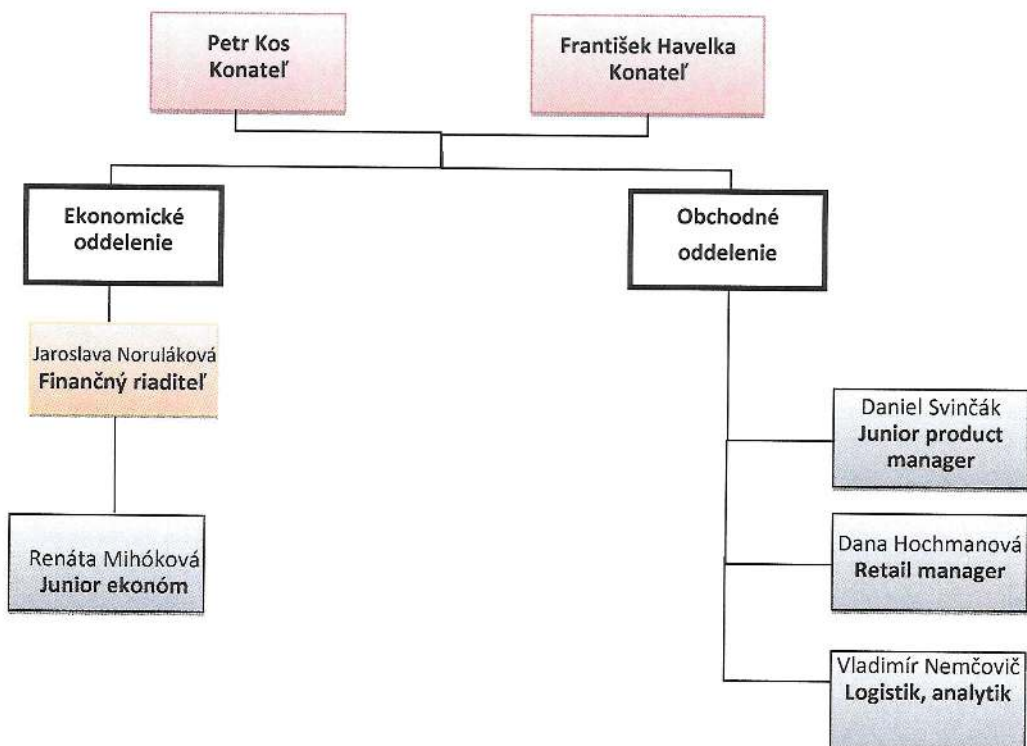 Petr Kos
Konateľ
František Havelka
Konateľ
Ekonomické
oddelenie
Obchodné
oddelenie
Jaroslava Noruláková
Finančný riaditeľ
Renáta Mihóková
Junior ekonóm
Daniel Svinčák
Junior product
manager
Dana Hochmanová
Retail manager
Vladimír Nemčovič
Logistik, analytik